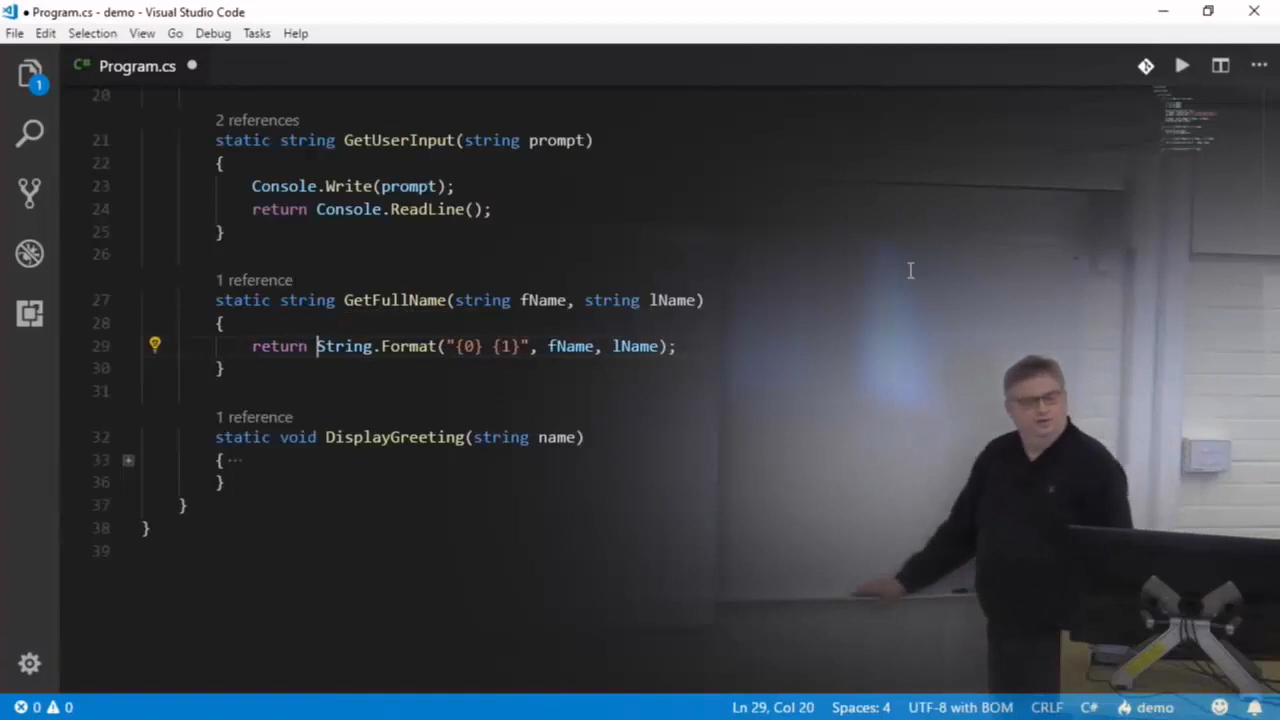 ● Program.cs - demo - Visual Studio Code
File Edit Selection View Go Debug Tasks Help
1
C# Program.cs ●
20
2 references
21 static string GetUserInput(string prompt)
22 {
23 Console.Write(prompt);
24 return Console.ReadLine();
25 }
26
1 reference
27 static string GetFullName(string fName, string lName)
28 {
29 return String.Format("{0} {1}", fName, lName);
30 }
31
1 reference
32 static void DisplayGreeting(string name)
33 { ...
36 }
37 }
38 }
39
0 0 Ln 29, Col 20 Spaces: 4 UTF-8 with BOM CRLF C# demo